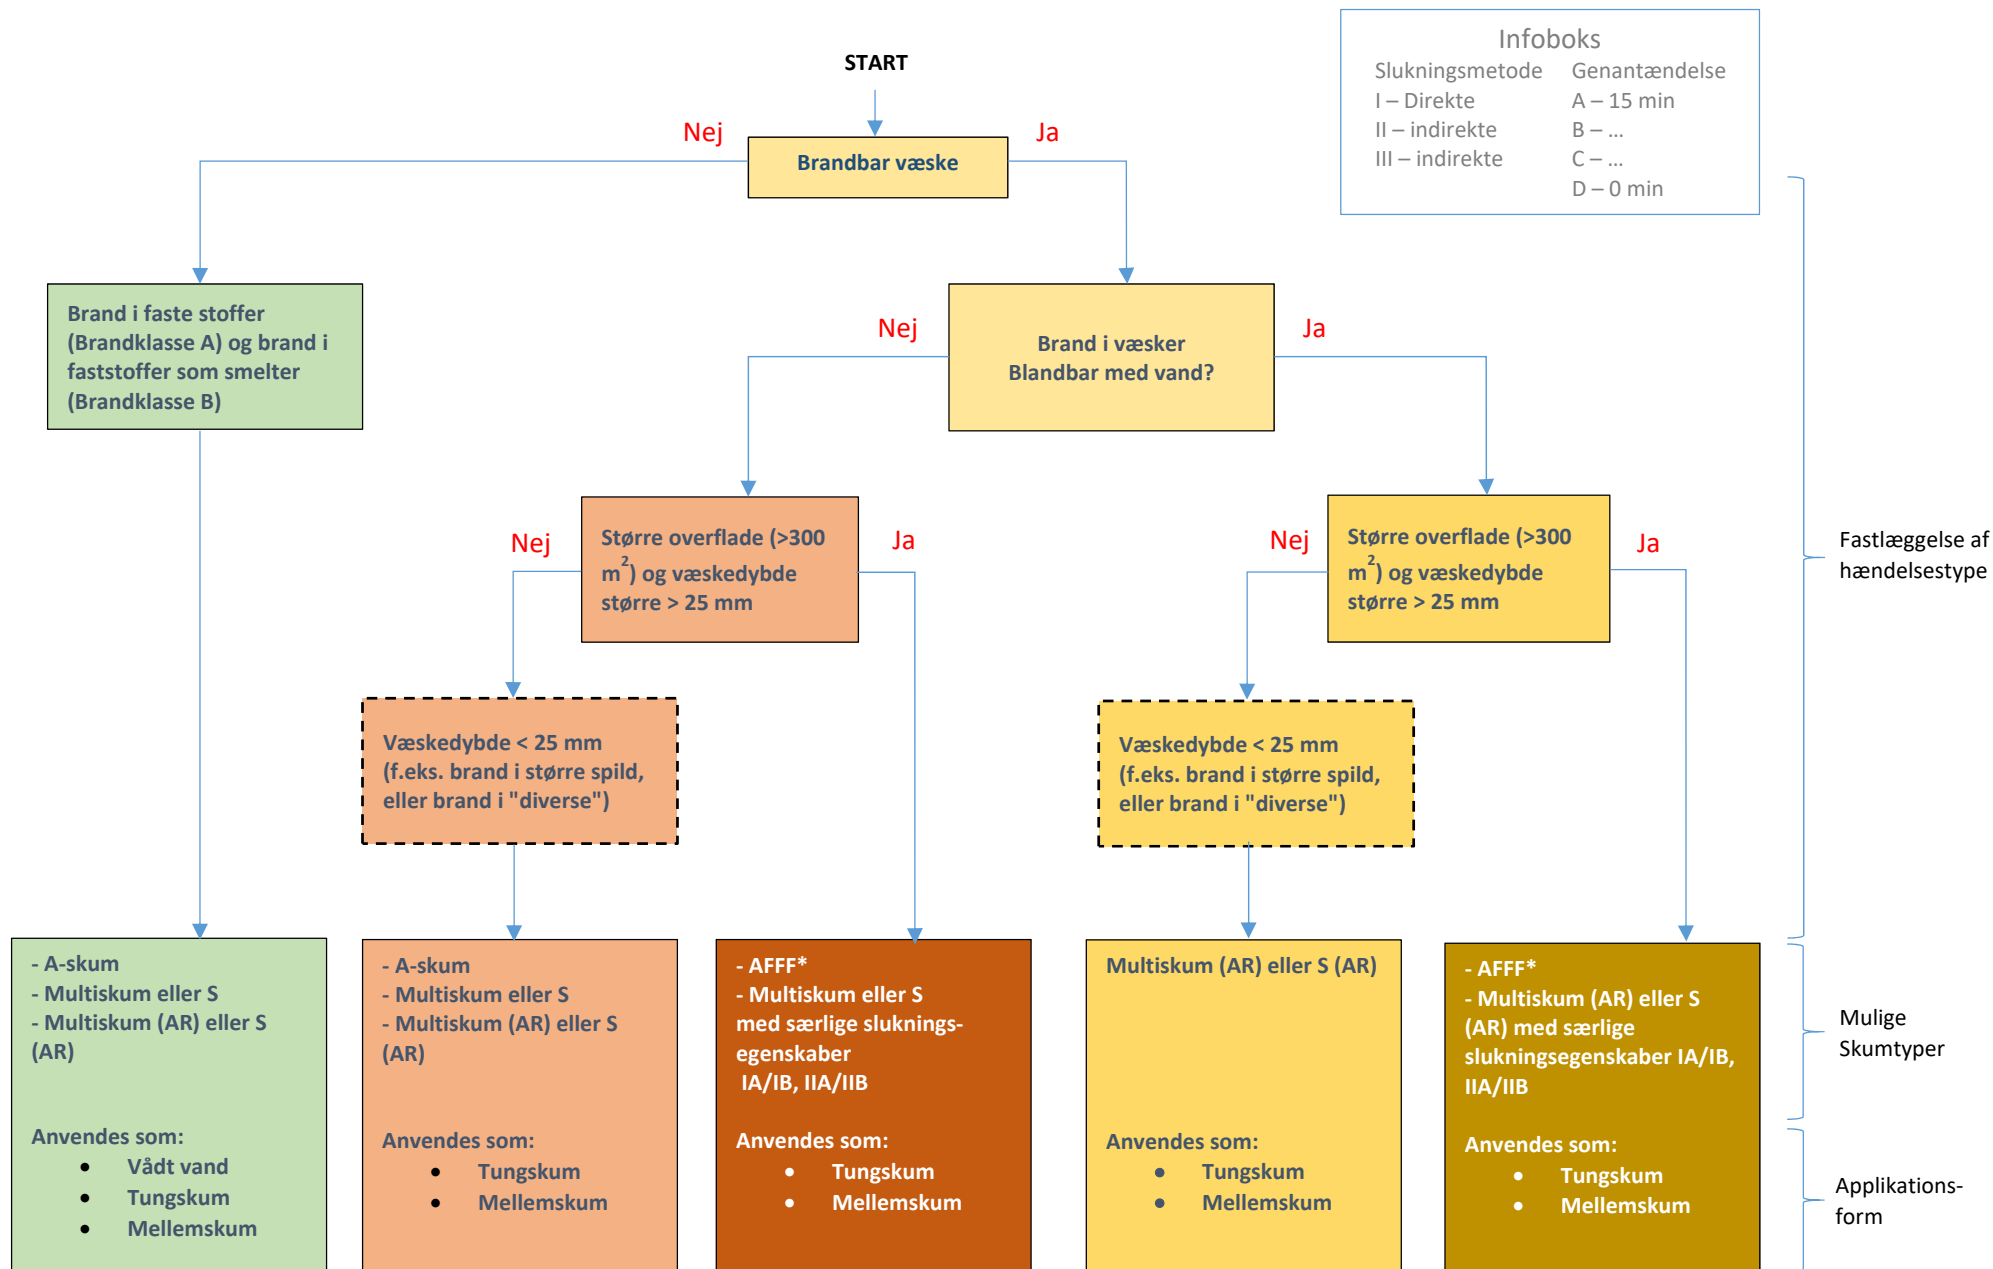 START
Infoboks
Slukningsmetode Genantændelse
I – Direkte A – 15 min
II – indirekte B – ...
III – indirekte C – ...
D – 0 min
Nej
Ja
Brandbar væske
Brand i faste stoffer
(Brandklasse A) og brand i
faststoffer som smelter
(Brandklasse B)
Nej
Ja
Brand i væsker
Blandbar med vand?
Nej
Ja
Større overflade (>300
m²) og væskedybde
større > 25 mm
Nej
Ja
Større overflade (>300
m²) og væskedybde
større > 25 mm
Fastlæggelse af
hændelsestype
Væskedybde < 25 mm
(f.eks. brand i større spild,
eller brand i "diverse")
Væskedybde < 25 mm
(f.eks. brand i større spild,
eller brand i "diverse")
- A-skum
- Multiskum eller S
- Multiskum (AR) eller S
(AR)
Anvendes som:
• Vådt vand
• Tungskum
• Mellemskum
- A-skum
- Multiskum eller S
- Multiskum (AR) eller S
(AR)
Anvendes som:
• Tungskum
• Mellemskum
- AFFF*
- Multiskum eller S
med særlige sluknings-
egenskaber
IA/IB, IIA/IIB
Anvendes som:
• Tungskum
• Mellemskum
Multiskum (AR) eller S (AR)
Anvendes som:
• Tungskum
• Mellemskum
- AFFF*
- Multiskum (AR) eller S
(AR) med særlige
slukningsegenskaber IA/IB,
IIA/IIB
Anvendes som:
• Tungskum
• Mellemskum
Mulige
Skumtyper
Applikations-
form